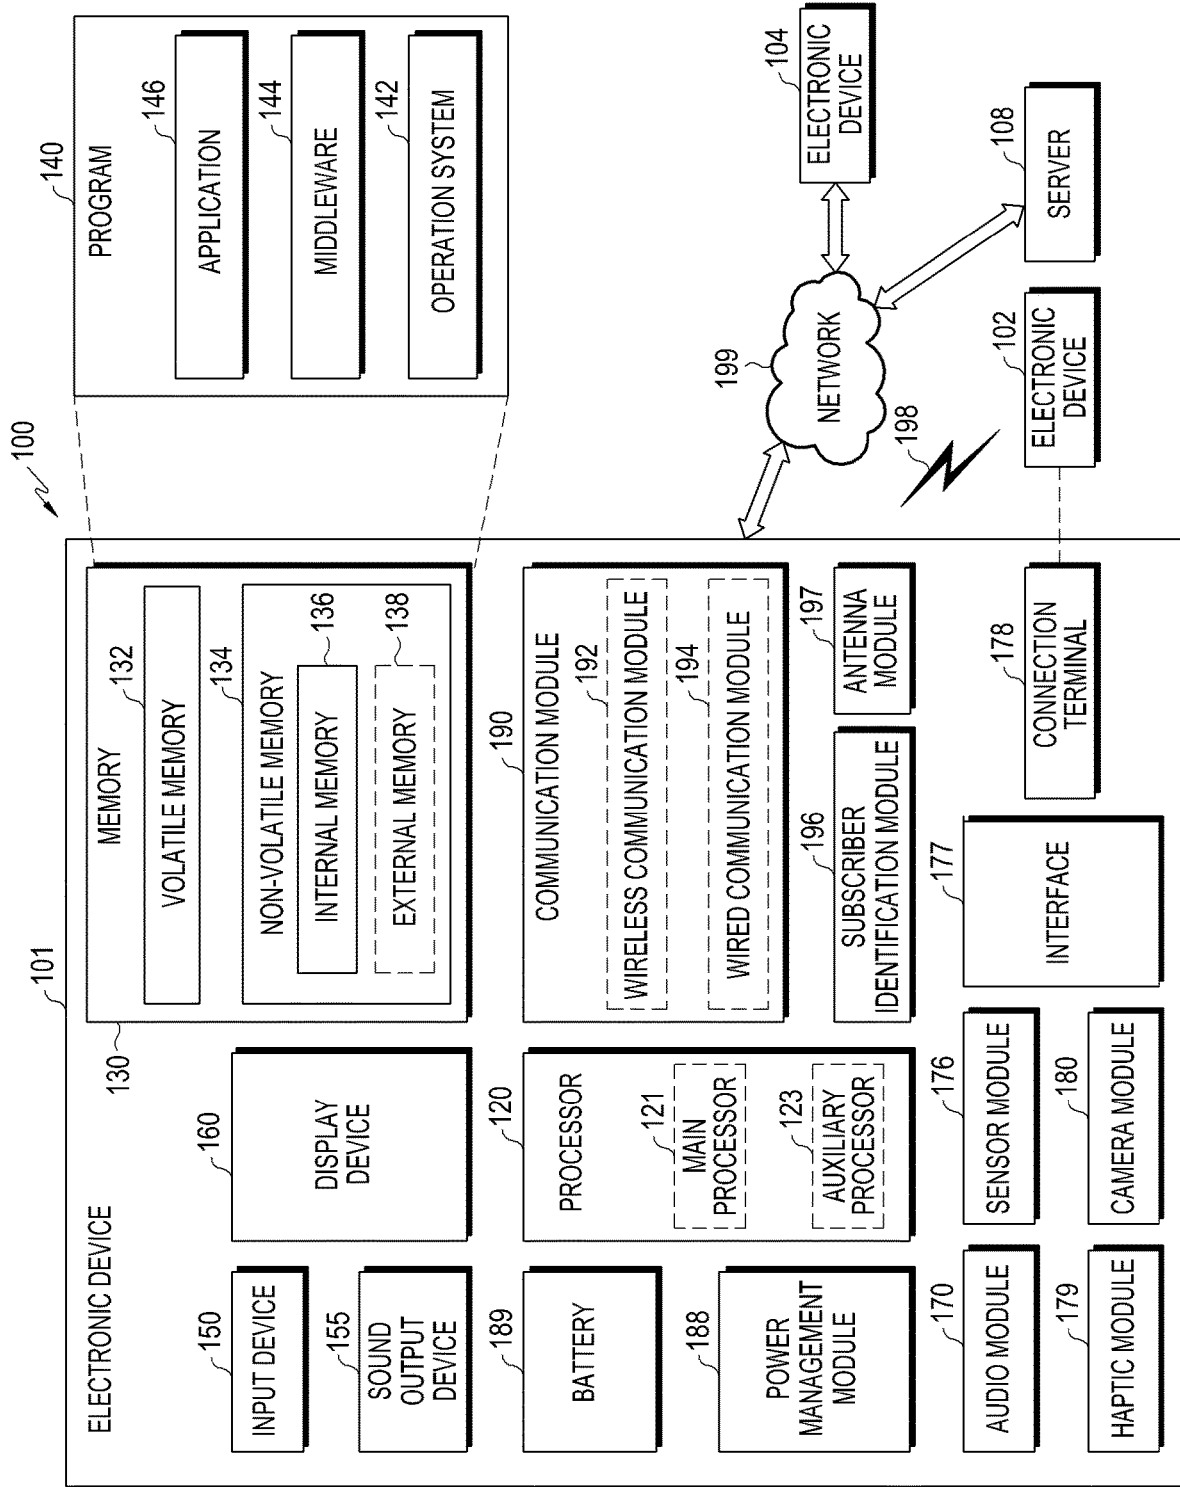 100
101
ELECTRONIC DEVICE
150
INPUT DEVICE
155
SOUND
OUTPUT
DEVICE
160
DISPLAY
DEVICE
130
MEMORY
132
VOLATILE MEMORY
134
NON-VOLATILE MEMORY
136
INTERNAL MEMORY
138
EXTERNAL MEMORY
140
PROGRAM
146
APPLICATION
144
MIDDLEWARE
142
OPERATION SYSTEM
189
BATTERY
188
POWER
MANAGEMENT
MODULE
120
PROCESSOR
121
MAIN
PROCESSOR
123
AUXILIARY
PROCESSOR
190
COMMUNICATION MODULE
192
WIRELESS COMMUNICATION MODULE
194
WIRED COMMUNICATION MODULE
196
SUBSCRIBER
IDENTIFICATION MODULE
197
ANTENNA
MODULE
199
NETWORK
198
104
ELECTRONIC
DEVICE
108
SERVER
102
ELECTRONIC
DEVICE
170
AUDIO MODULE
176
SENSOR MODULE
177
INTERFACE
178
CONNECTION
TERMINAL
179
HAPTIC MODULE
180
CAMERA MODULE